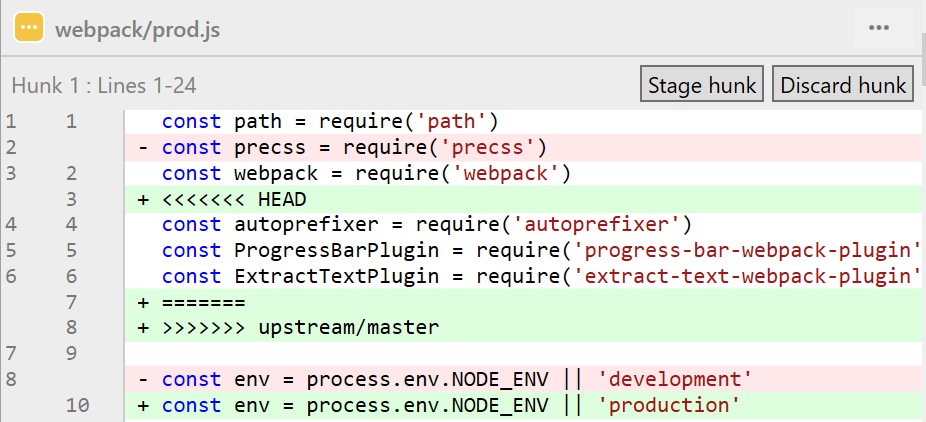 webpack/prod.js
Hunk 1 : Lines 1-24 Stage hunk Discard hunk
1 1 const path = require('path')
2 - const precss = require('precss')
3 2 const webpack = require('webpack')
3 + <<<<<<< HEAD
4 4 const autoprefixer = require('autoprefixer')
5 5 const ProgressBarPlugin = require('progress-bar-webpack-plugin'
6 6 const ExtractTextPlugin = require('extract-text-webpack-plugin'
7 + =======
8 + >>>>>>> upstream/master
7 9
8 - const env = process.env.NODE_ENV || 'development'
10 + const env = process.env.NODE_ENV || 'production'